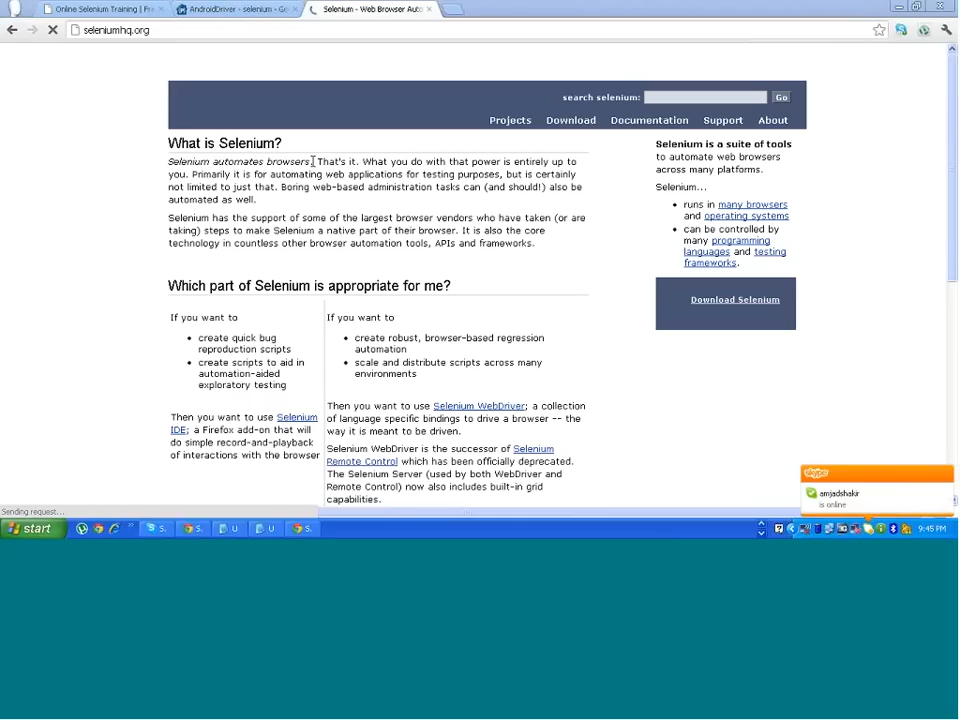 Online Selenium Training | Fre
AndroidDriver - selenium - Go
Selenium - Web Browser Auto
seleniumhq.org
search selenium:
Go
Projects Download Documentation Support About
What is Selenium?
Selenium automates browsers. That's it. What you do with that power is entirely up to
you. Primarily it is for automating web applications for testing purposes, but is certainly
not limited to just that. Boring web-based administration tasks can (and should!) also be
automated as well.
Selenium has the support of some of the largest browser vendors who have taken (or are
taking) steps to make Selenium a native part of their browser. It is also the core
technology in countless other browser automation tools, APIs and frameworks.
Selenium is a suite of tools
to automate web browsers
across many platforms.
Selenium...
runs in many browsers
and operating systems
can be controlled by
many programming
languages and testing
frameworks.
Download Selenium
Which part of Selenium is appropriate for me?
If you want to
create quick bug
reproduction scripts
create scripts to aid in
automation-aided
exploratory testing
Then you want to use Selenium
IDE; a Firefox add-on that will
do simple record-and-playback
of interactions with the browser
If you want to
create robust, browser-based regression
automation
scale and distribute scripts across many
environments
Then you want to use Selenium WebDriver; a collection
of language specific bindings to drive a browser -- the
way it is meant to be driven.
Selenium WebDriver is the successor of Selenium
Remote Control which has been officially deprecated.
The Selenium Server (used by both WebDriver and
Remote Control) now also includes built-in grid
capabilities.
skype
amjadshakir
is online
Sending request...
start
S.
S.
U
U
S.
9:45 PM